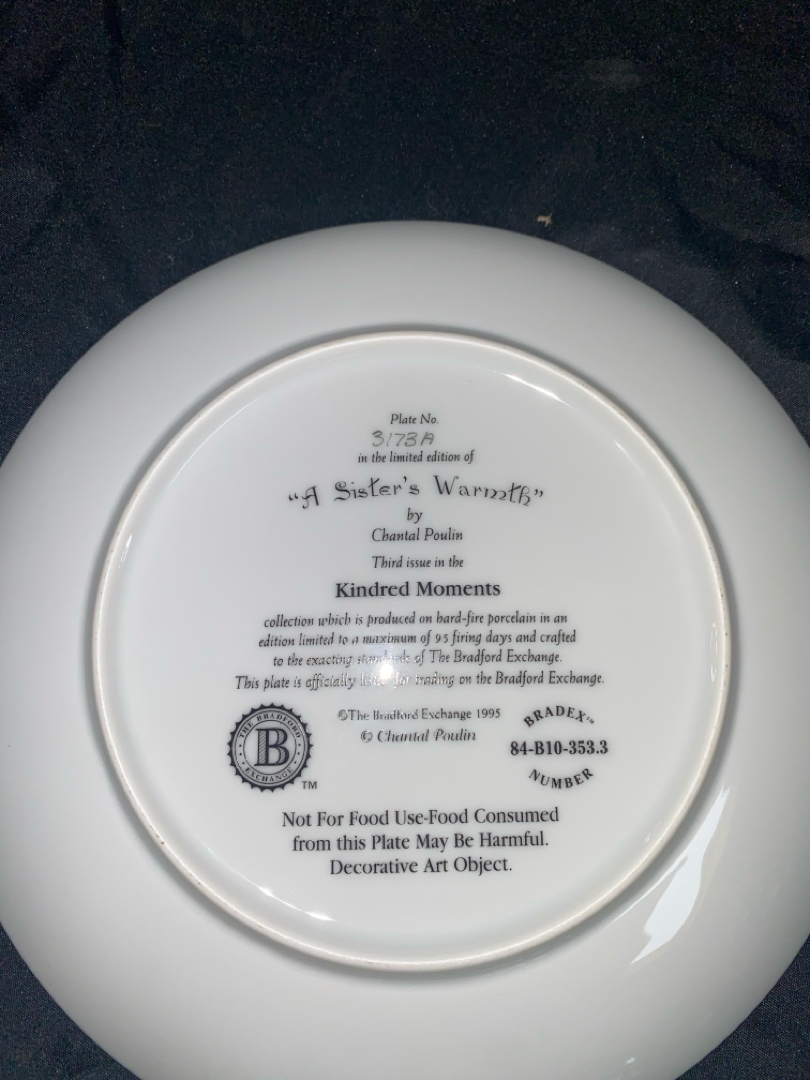 Plate No.
3173A
in the limited edition of
"A Sister's Warmth"
by
Chantal Poulin
Third issue in the
Kindred Moments
collection which is produced on hard-fire porcelain in an
edition limited to a maximum of 95 firing days and crafted
to the exacting standards of The Bradford Exchange.
This plate is officially listed for trading on the Bradford Exchange.
©The Bradford Exchange 1995
© Chantal Poulin
THE BRADFORD
B
EXCHANGE
TM
BRADEX™
84-B10-353.3
NUMBER
Not For Food Use-Food Consumed
from this Plate May Be Harmful.
Decorative Art Object.